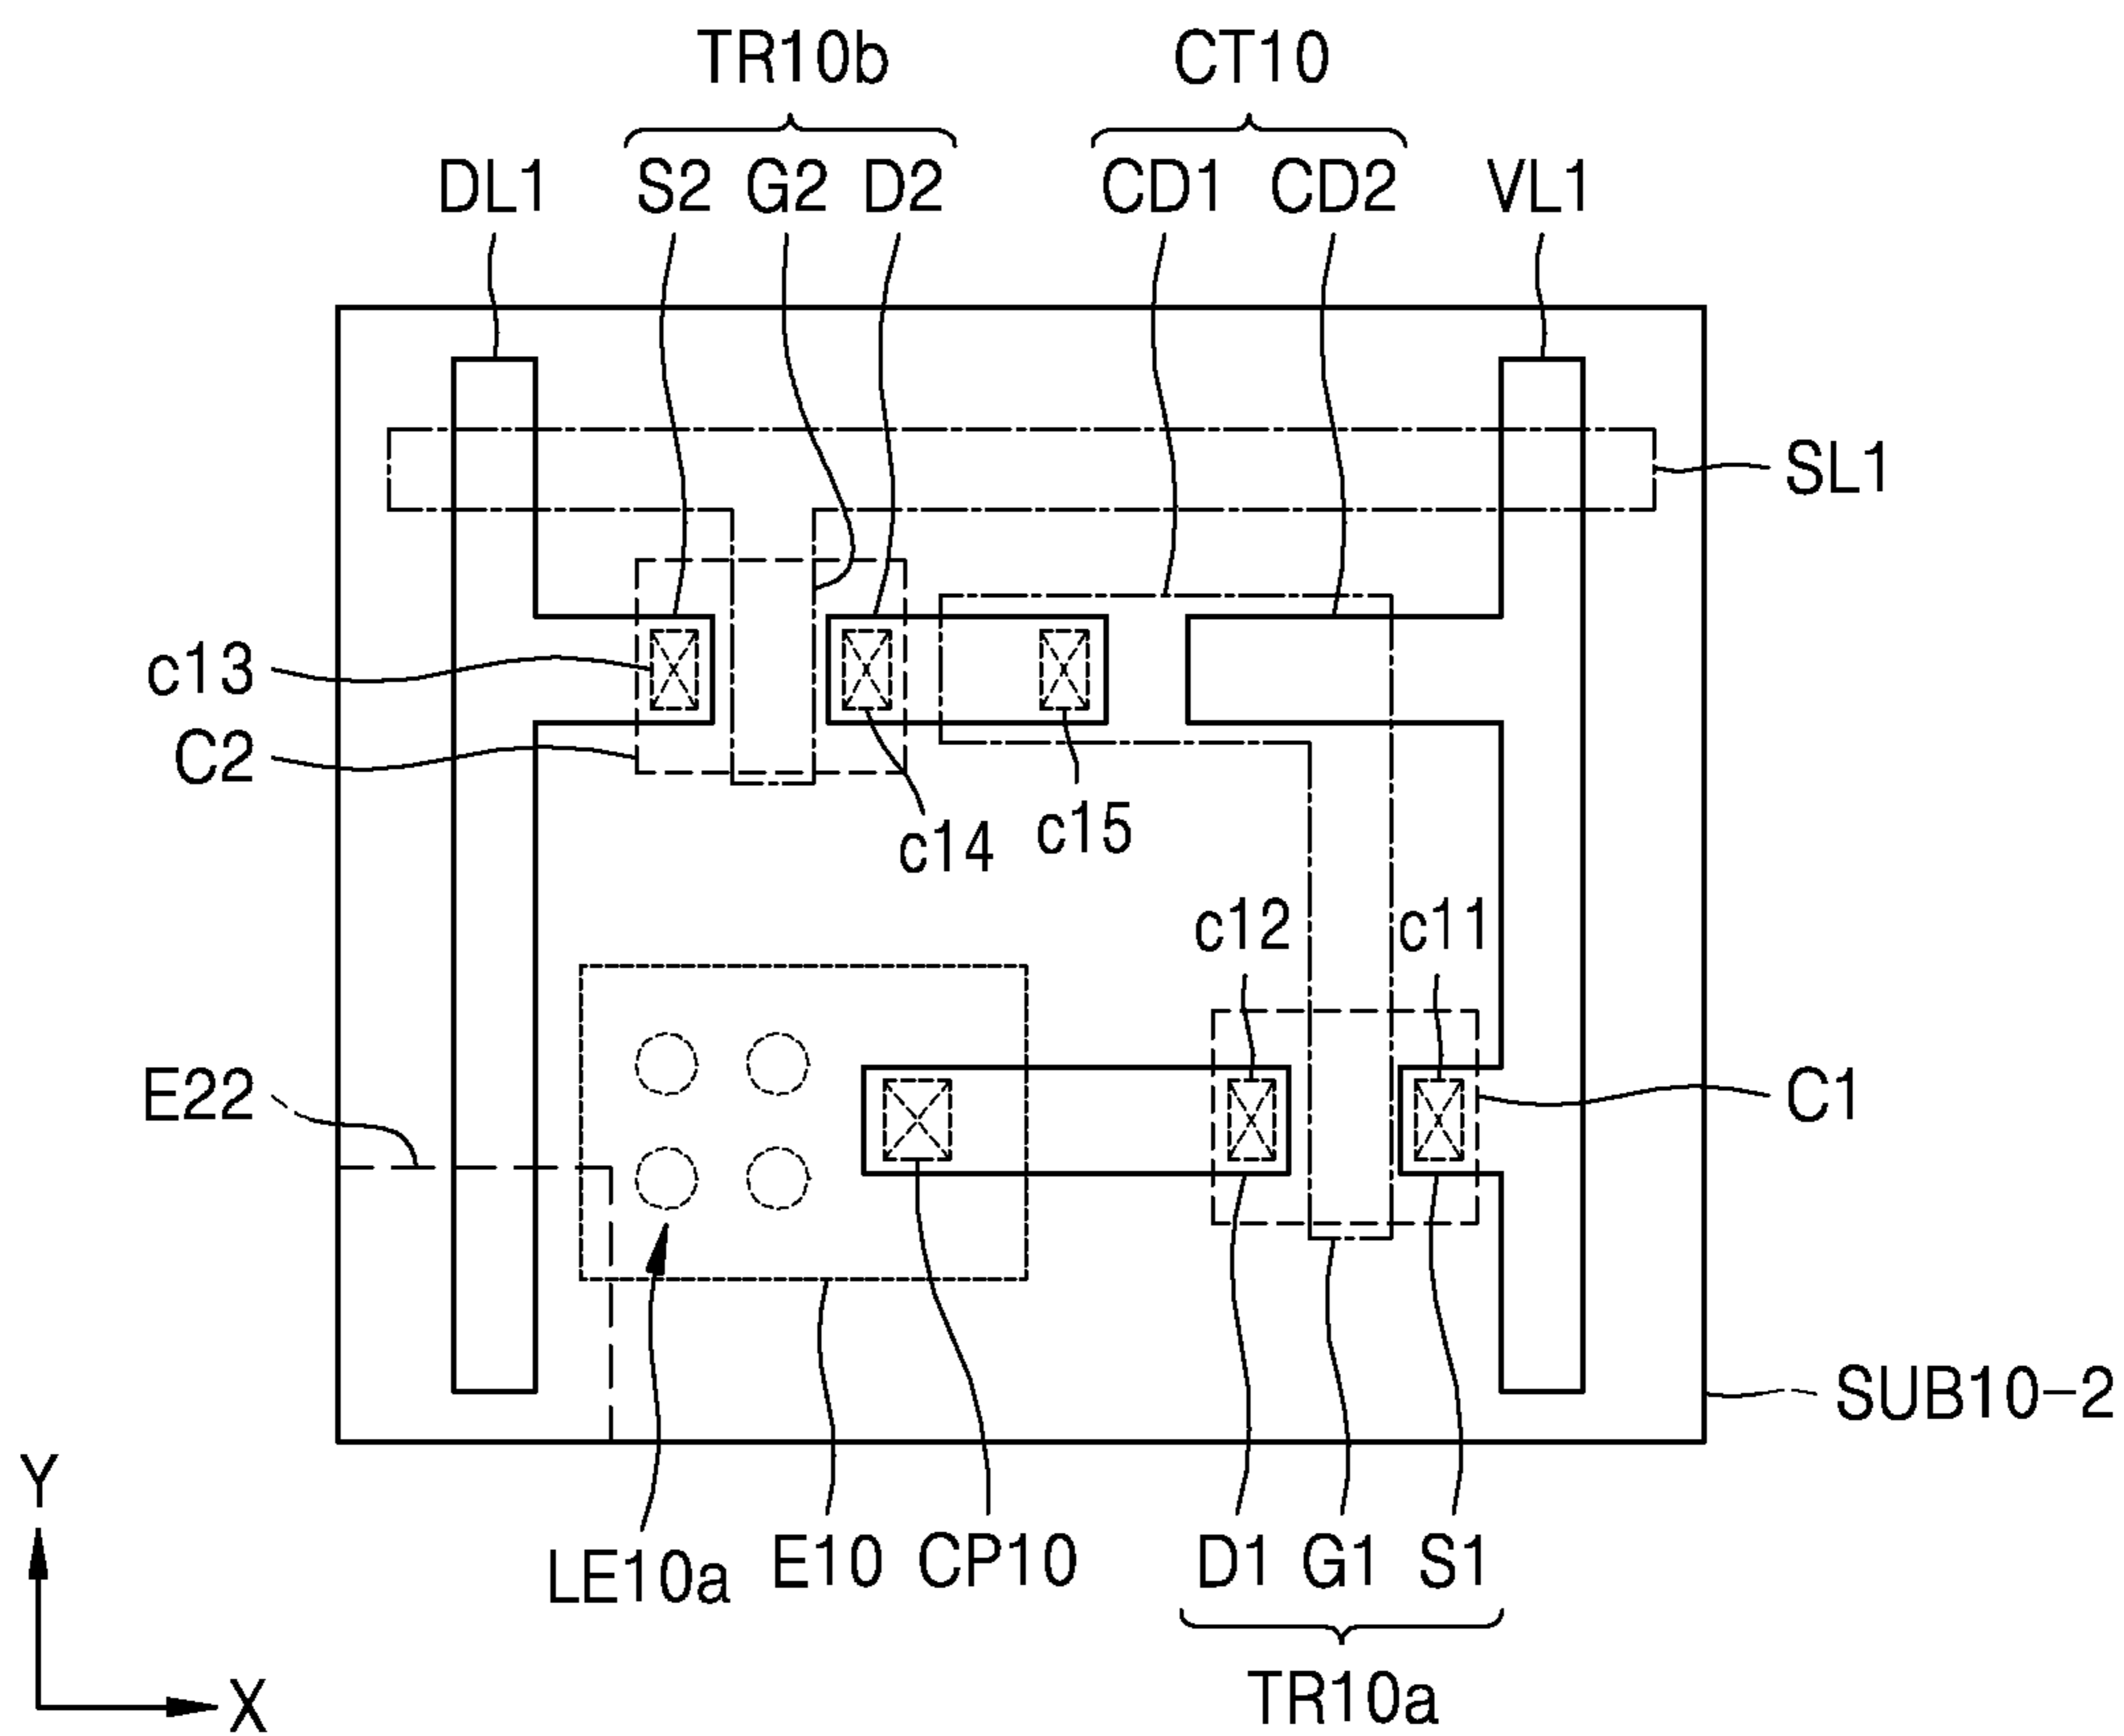 TR10b CT10
DL1 S2 G2 D2 CD1 CD2 VL1
SL1
c13
C2
c14 c15
c12 c11
E22 C1
SUB10-2
Y
LE10a E10 CP10 D1 G1 S1
X TR10a